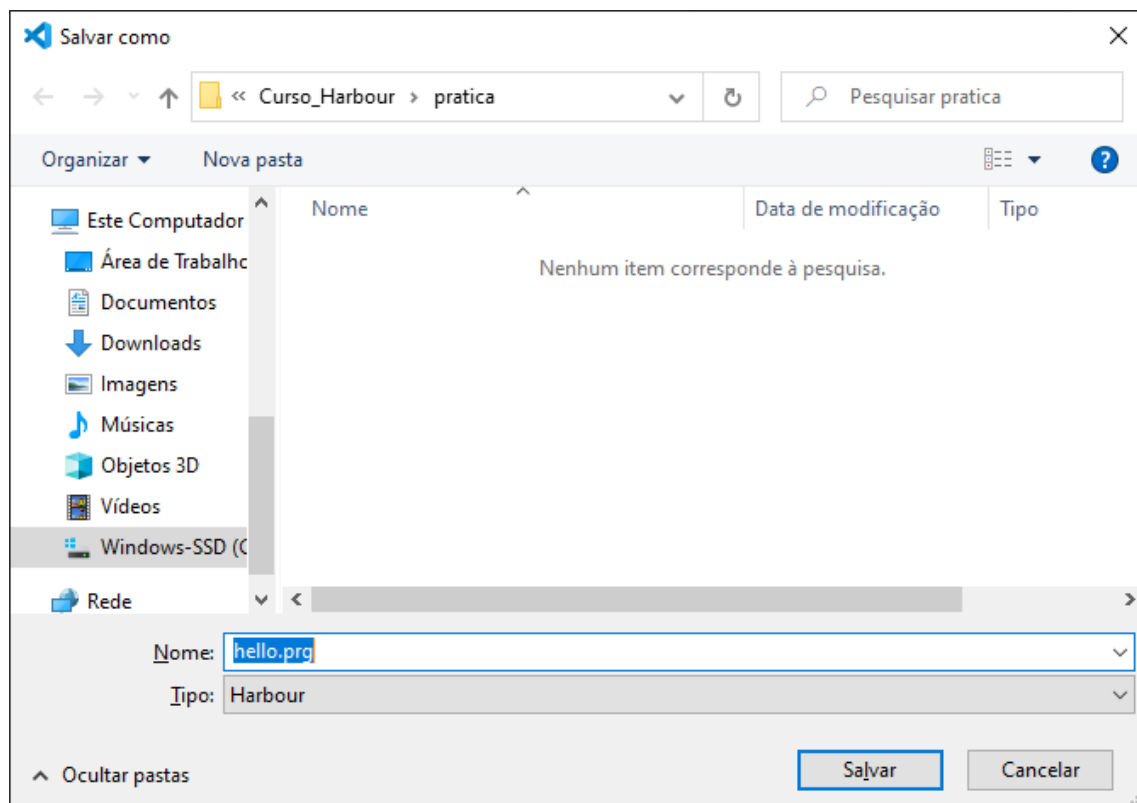 Salvar como
« Curso_Harbour › pratica
Pesquisar pratica
Organizar
Nova pasta
?
Nome
Data de modificação
Tipo
Nenhum item corresponde à pesquisa.
Este Computador
Área de Trabalhc
Documentos
Downloads
Imagens
Músicas
Objetos 3D
Vídeos
Windows-SSD (C
Rede
Nome: hello.prg
Tipo: Harbour
Ocultar pastas
Salvar
Cancelar